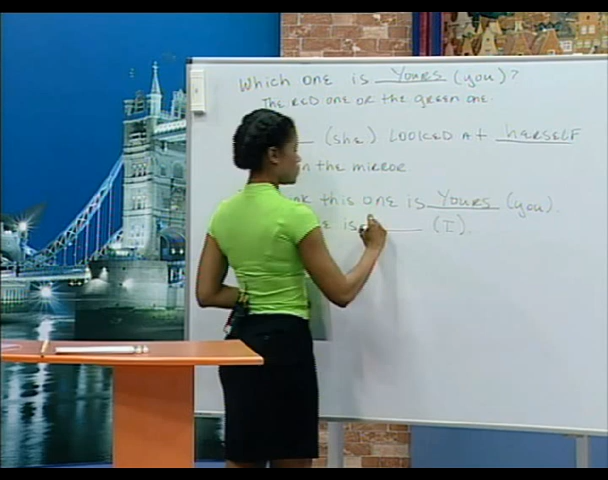 Which one is Yours (you)?
The RED one or the green one.
(she) LOOKED at herself
in the mirror
this one is Yours (you).
is ____ (I).